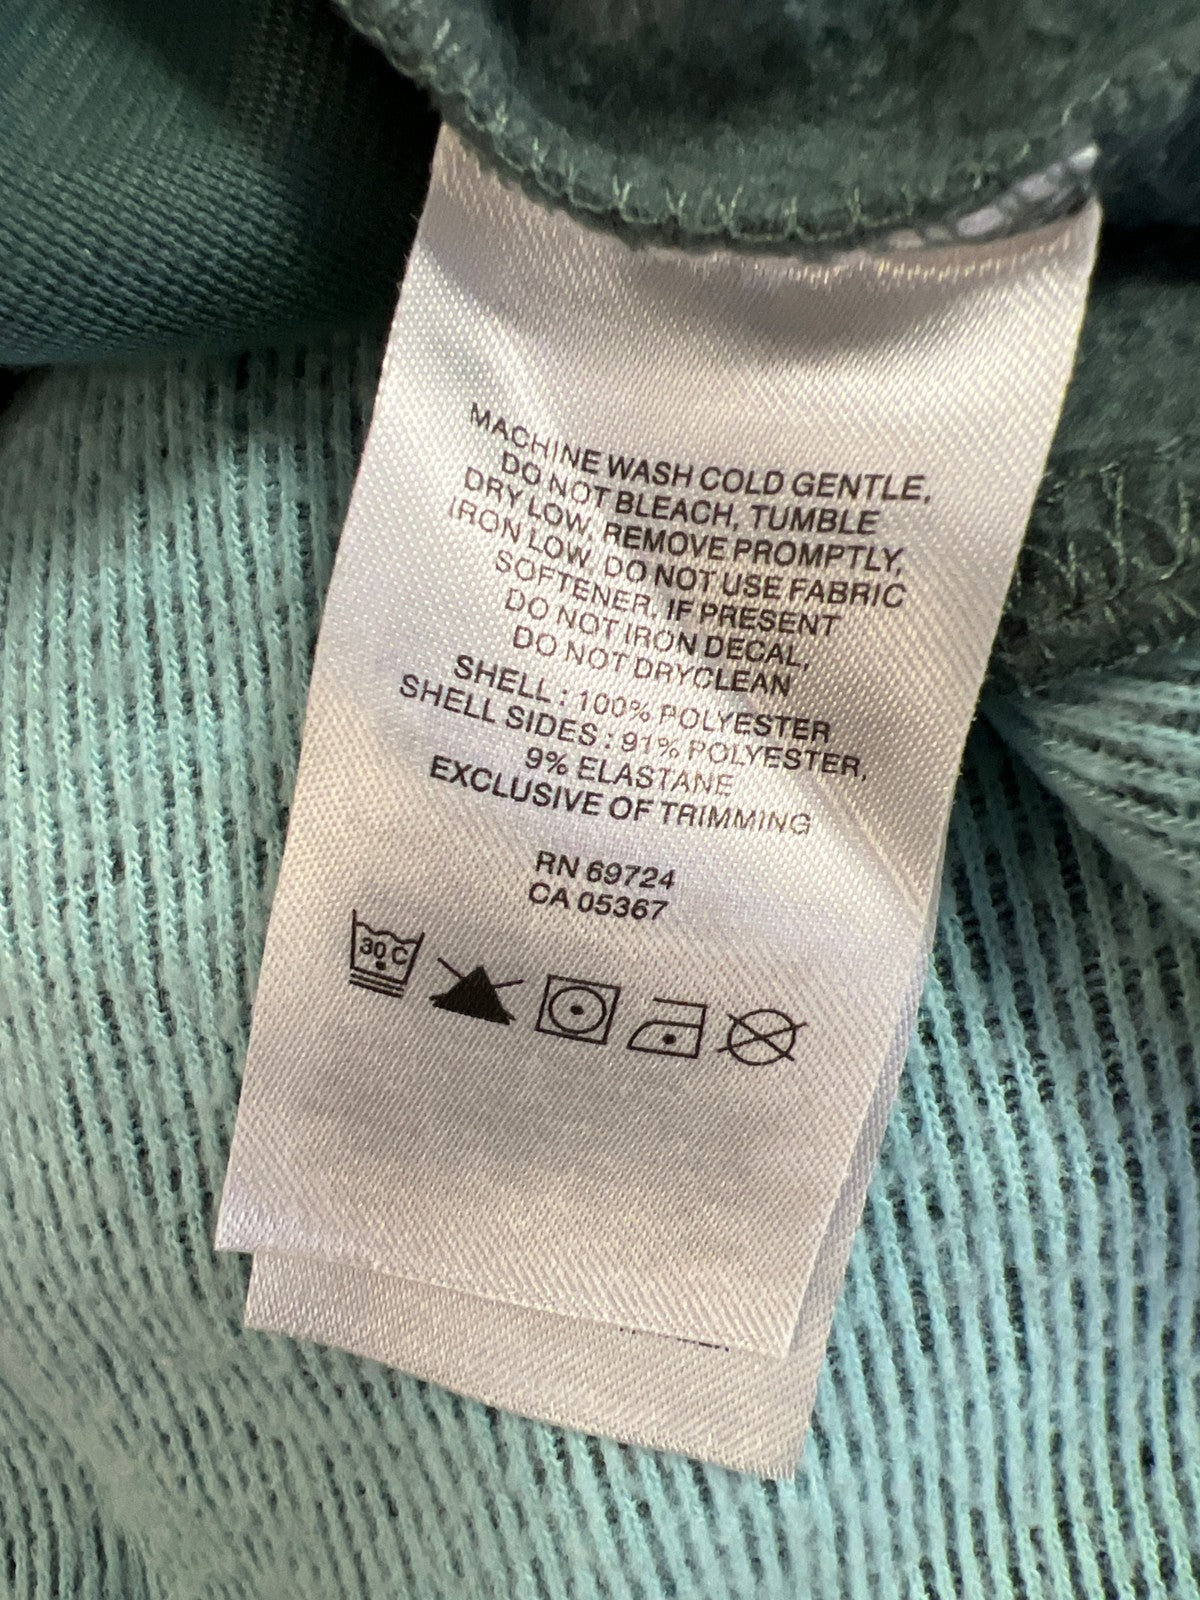 MACHINE WASH COLD GENTLE,
DO NOT BLEACH, TUMBLE
DRY LOW, REMOVE PROMPTLY,
IRON LOW, DO NOT USE FABRIC
SOFTENER, IF PRESENT
DO NOT IRON DECAL,
DO NOT DRYCLEAN
SHELL : 100% POLYESTER
SHELL SIDES : 91% POLYESTER,
9% ELASTANE
EXCLUSIVE OF TRIMMING
RN 69724
CA 05367
30 C